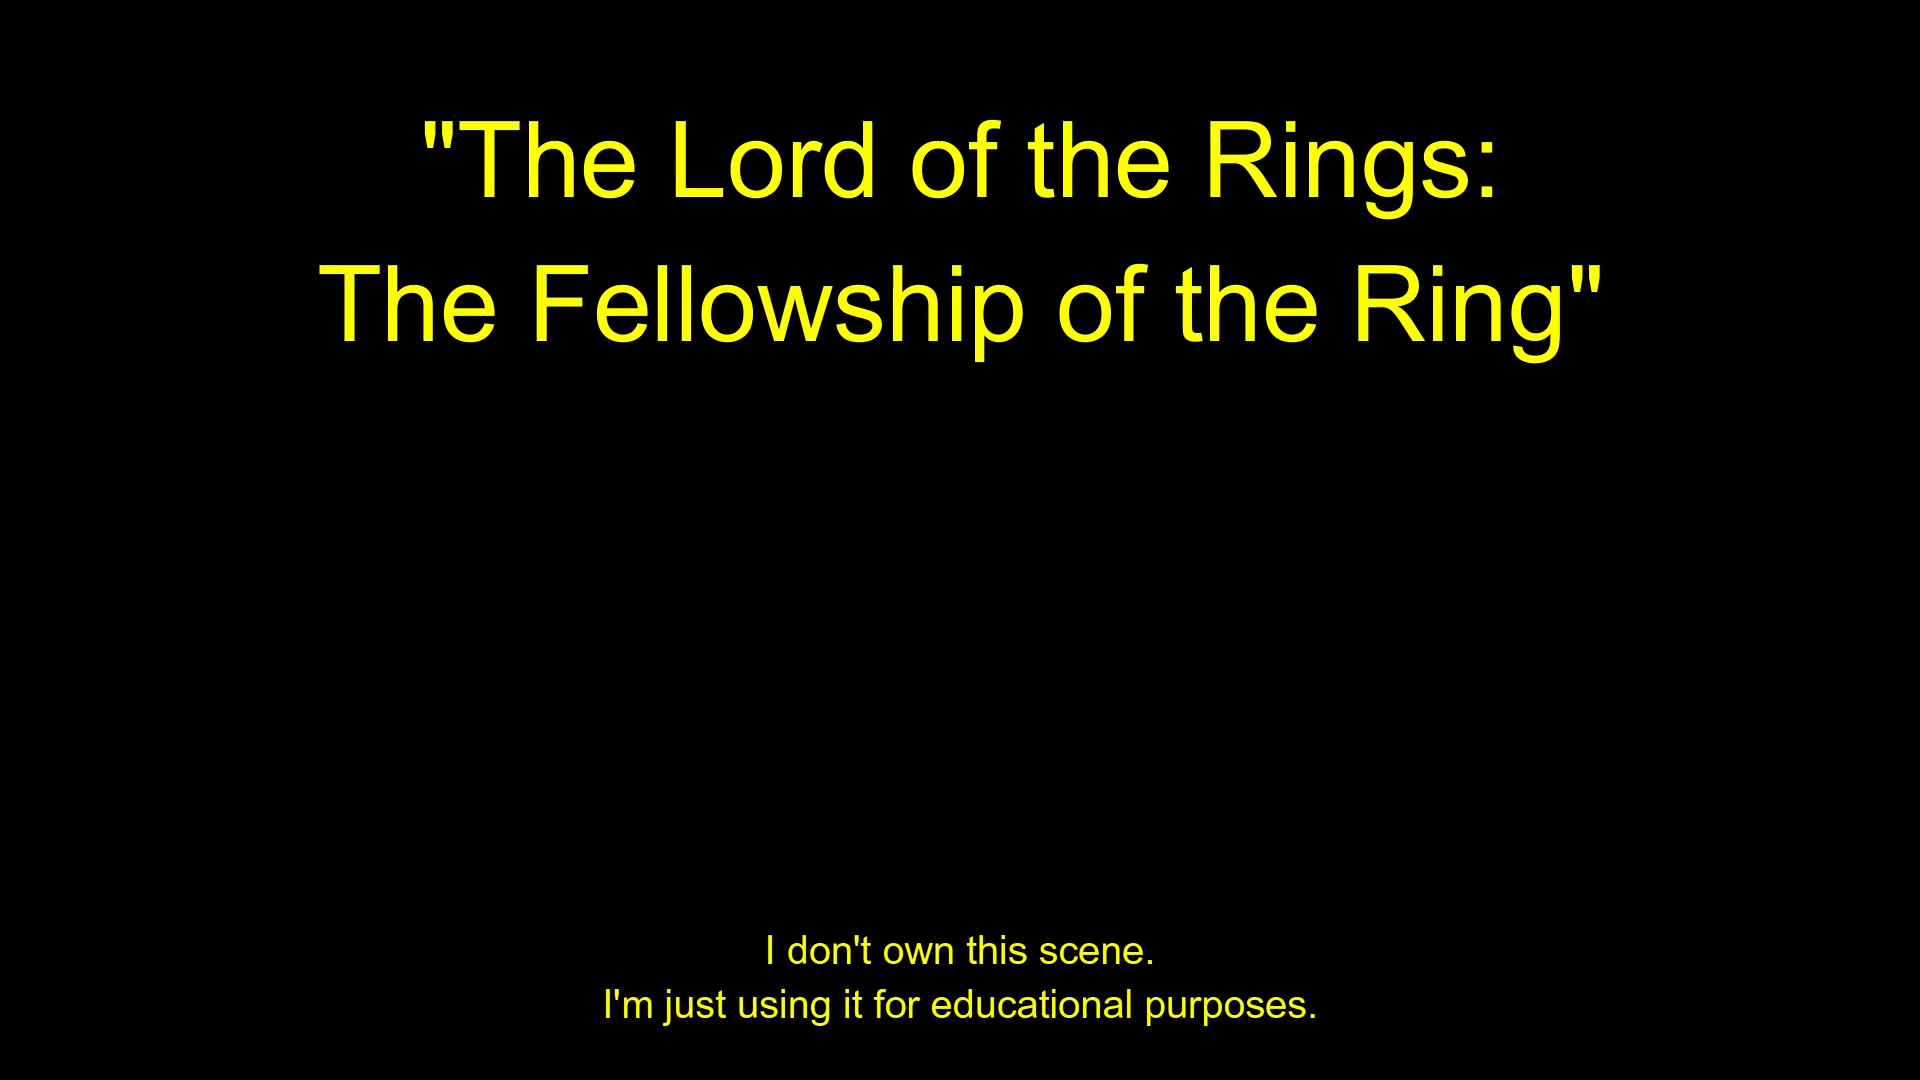 "The Lord of the Rings:
The Fellowship of the Ring"
I don't own this scene.
I'm just using it for educational purposes.